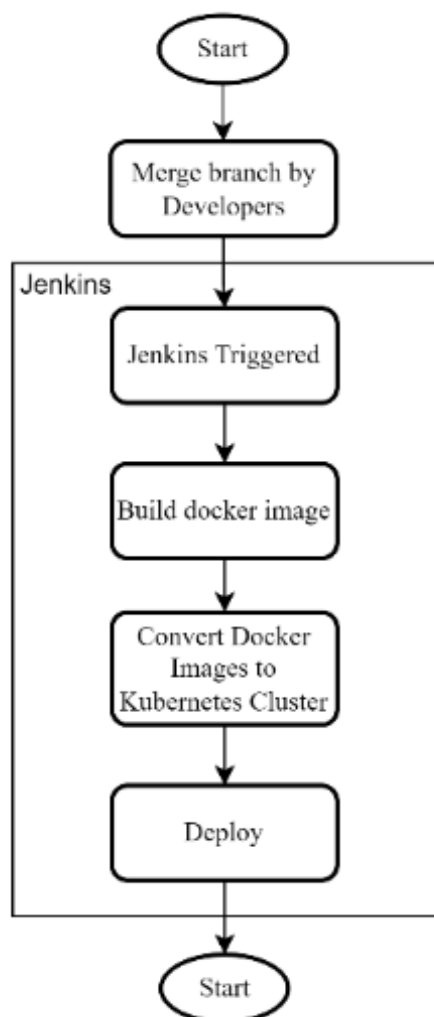 Start
Merge branch by
Developers
Jenkins
Jenkins Triggered
Build docker image
Convert Docker
Images to
Kubernetes Cluster
Deploy
Start